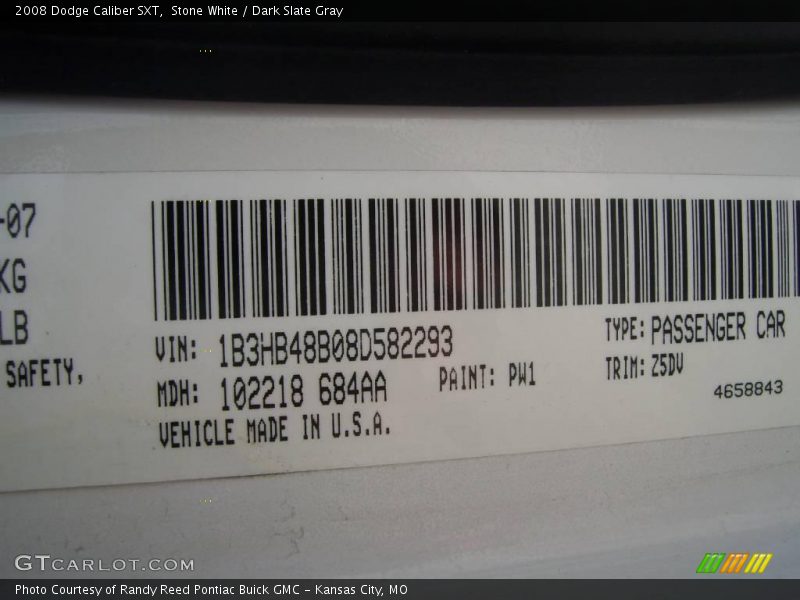 2008 Dodge Caliber SXT,  Stone White / Dark Slate Gray
-07
KG
LB
SAFETY,
VIN: 1B3HB48B08D582293
TYPE: PASSENGER CAR
MDH: 102218 684AA
PAINT: PW1
TRIM: Z5DV
VEHICLE MADE IN U.S.A.
4658843
GTCARLOT.COM
Photo Courtesy of Randy Reed Pontiac Buick GMC - Kansas City, MO